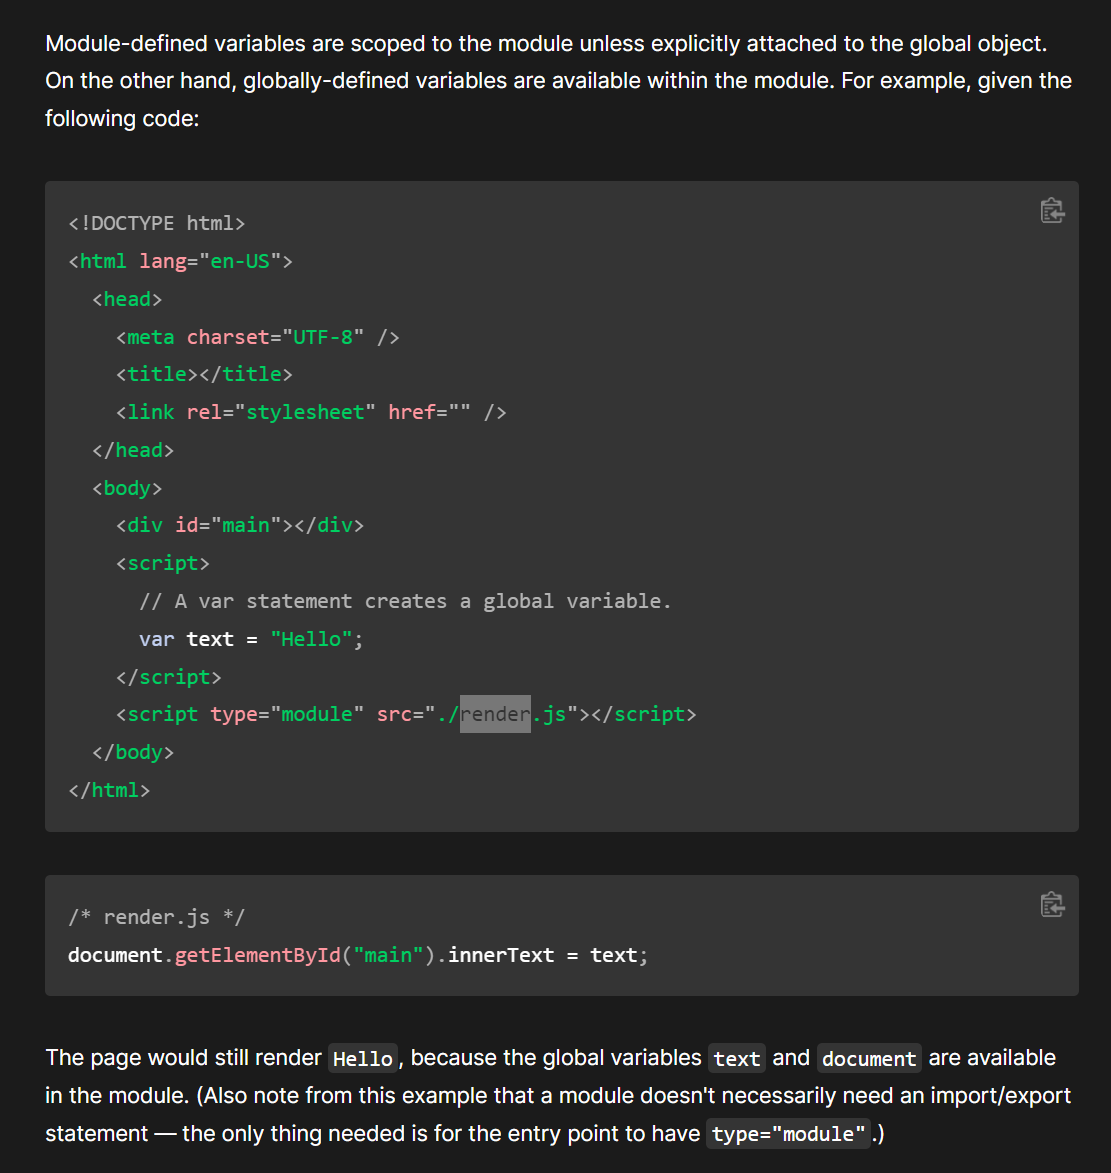 Module-defined variables are scoped to the module unless explicitly attached to the global object.
On the other hand, globally-defined variables are available within the module. For example, given the
following code:
<!DOCTYPE html>
<html lang="en-US">
  <head>
    <meta charset="UTF-8" />
    <title></title>
    <link rel="stylesheet" href="" />
  </head>
  <body>
    <div id="main"></div>
    <script>
      // A var statement creates a global variable.
      var text = "Hello";
    </script>
    <script type="module" src="./render.js"></script>
  </body>
</html>
/* render.js */
document.getElementById("main").innerText = text;
The page would still render Hello, because the global variables text and document are available
in the module. (Also note from this example that a module doesn't necessarily need an import/export
statement — the only thing needed is for the entry point to have type="module".)